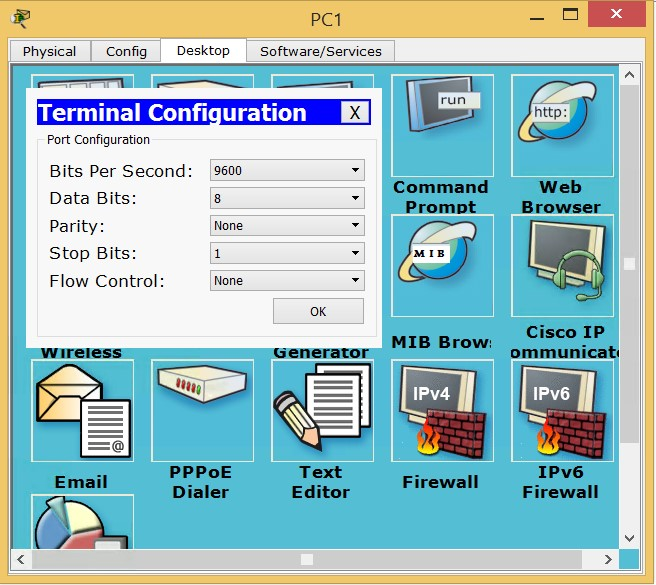 PC1
Physical
Config
Desktop
Software/Services
Terminal Configuration
X
Port Configuration
Bits Per Second:
9600
Data Bits:
8
Parity:
None
Stop Bits:
1
Flow Control:
None
OK
run
Command
Prompt
http:
Web
Browser
MIB
MIB Brows
Cisco IP
ommunicato
Wireless
Generator
@
Email
PPPoE
Dialer
Text
Editor
IPv4
Firewall
IPv6
IPv6
Firewall